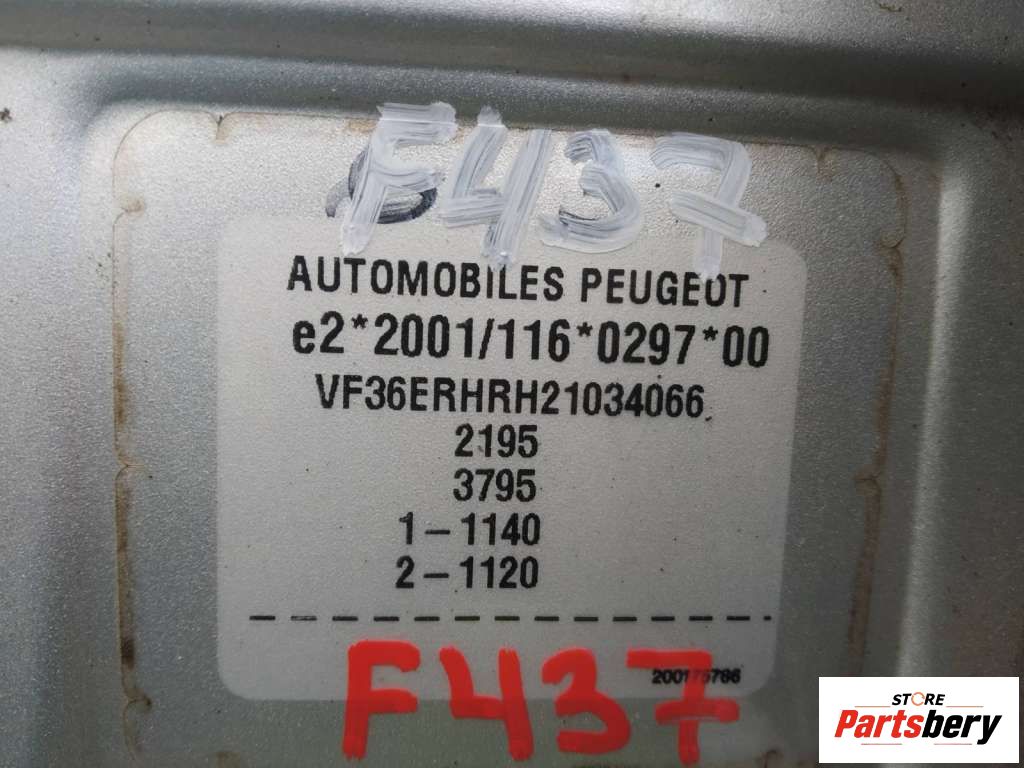 F437
AUTOMOBILES PEUGEOT
e2*2001/116*0297*00
VF36ERHRH21034066
2195
3795
1-1140
2-1120
F437
STORE
Partsbery